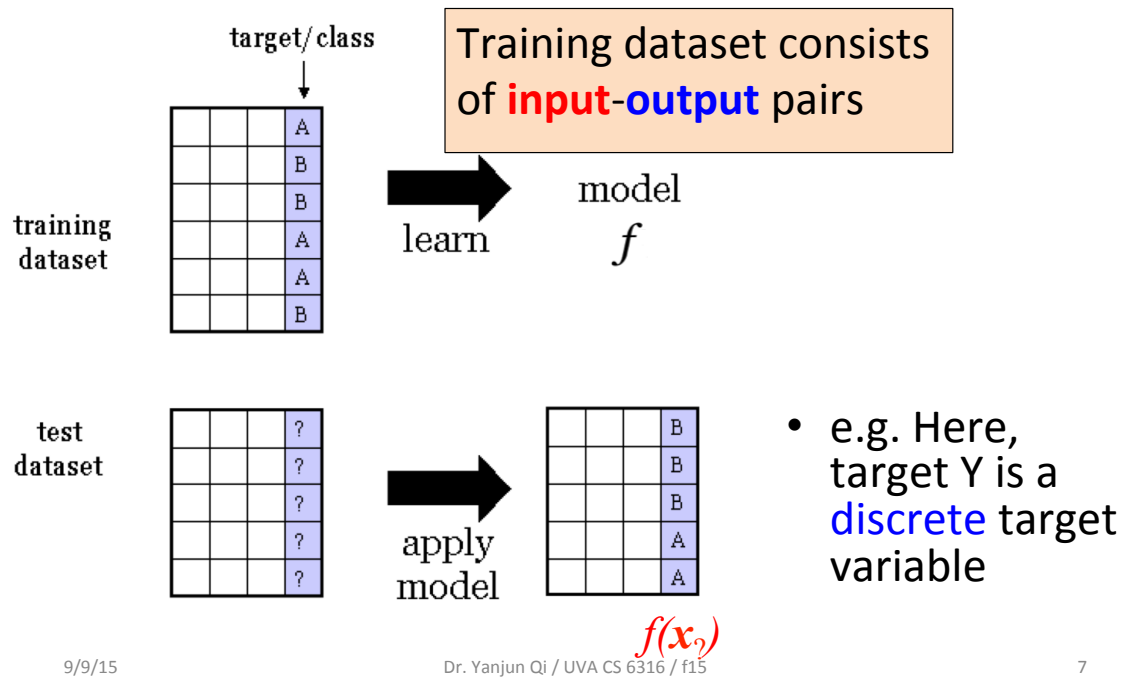 target/class
Training dataset consists
of input-output pairs
A
B
B
A
A
B
training
dataset
learn
model
f
test
dataset
?
?
?
?
?
apply
model
B
B
B
A
A
f(x?)
• e.g. Here,
target Y is a
discrete target
variable
9/9/15
Dr. Yanjun Qi / UVA CS 6316 / f15
7